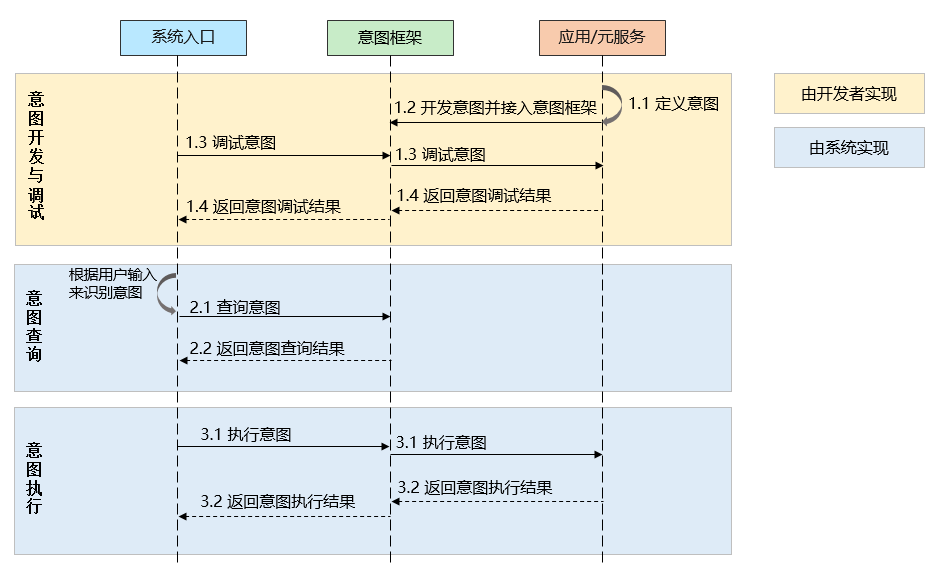 系统入口
意图框架
应用/元服务
意图开发与调试
1.1 定义意图
1.2 开发意图并接入意图框架
1.3 调试意图
1.3 调试意图
1.4 返回意图调试结果
1.4 返回意图调试结果
由开发者实现
由系统实现
意图查询
根据用户输入
来识别意图
2.1 查询意图
2.2 返回意图查询结果
意图执行
3.1 执行意图
3.1 执行意图
3.2 返回意图执行结果
3.2 返回意图执行结果